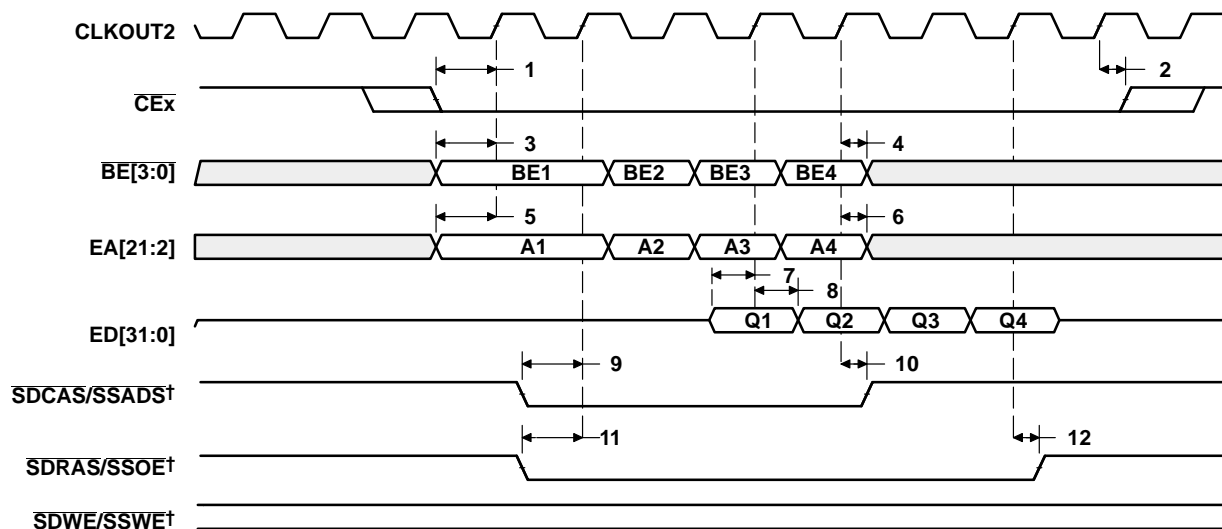 CLKOUT2
1 2
CEx
3 4
BE[3:0] BE1 BE2 BE3 BE4
5 6
EA[21:2] A1 A2 A3 A4
7
8
ED[31:0] Q1 Q2 Q3 Q4
9 10
SDCAS/SSADS†
11 12
SDRAS/SSOE†
SDWE/SSWE†